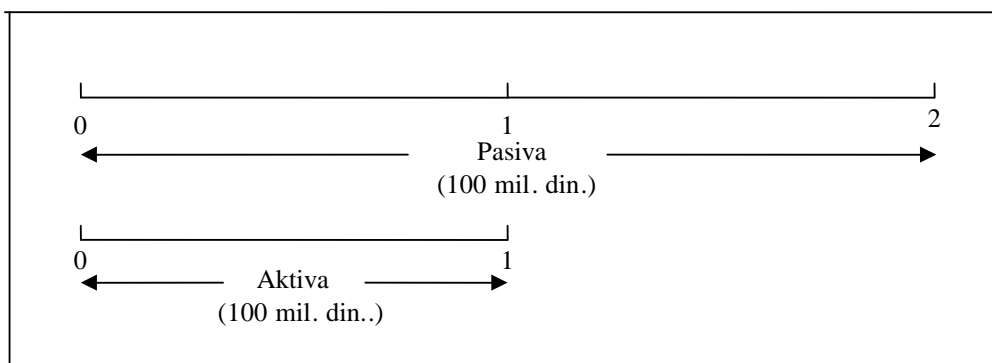 0 1 2
Pasiva
(100 mil. din.)
0 1
Aktiva
(100 mil. din..)